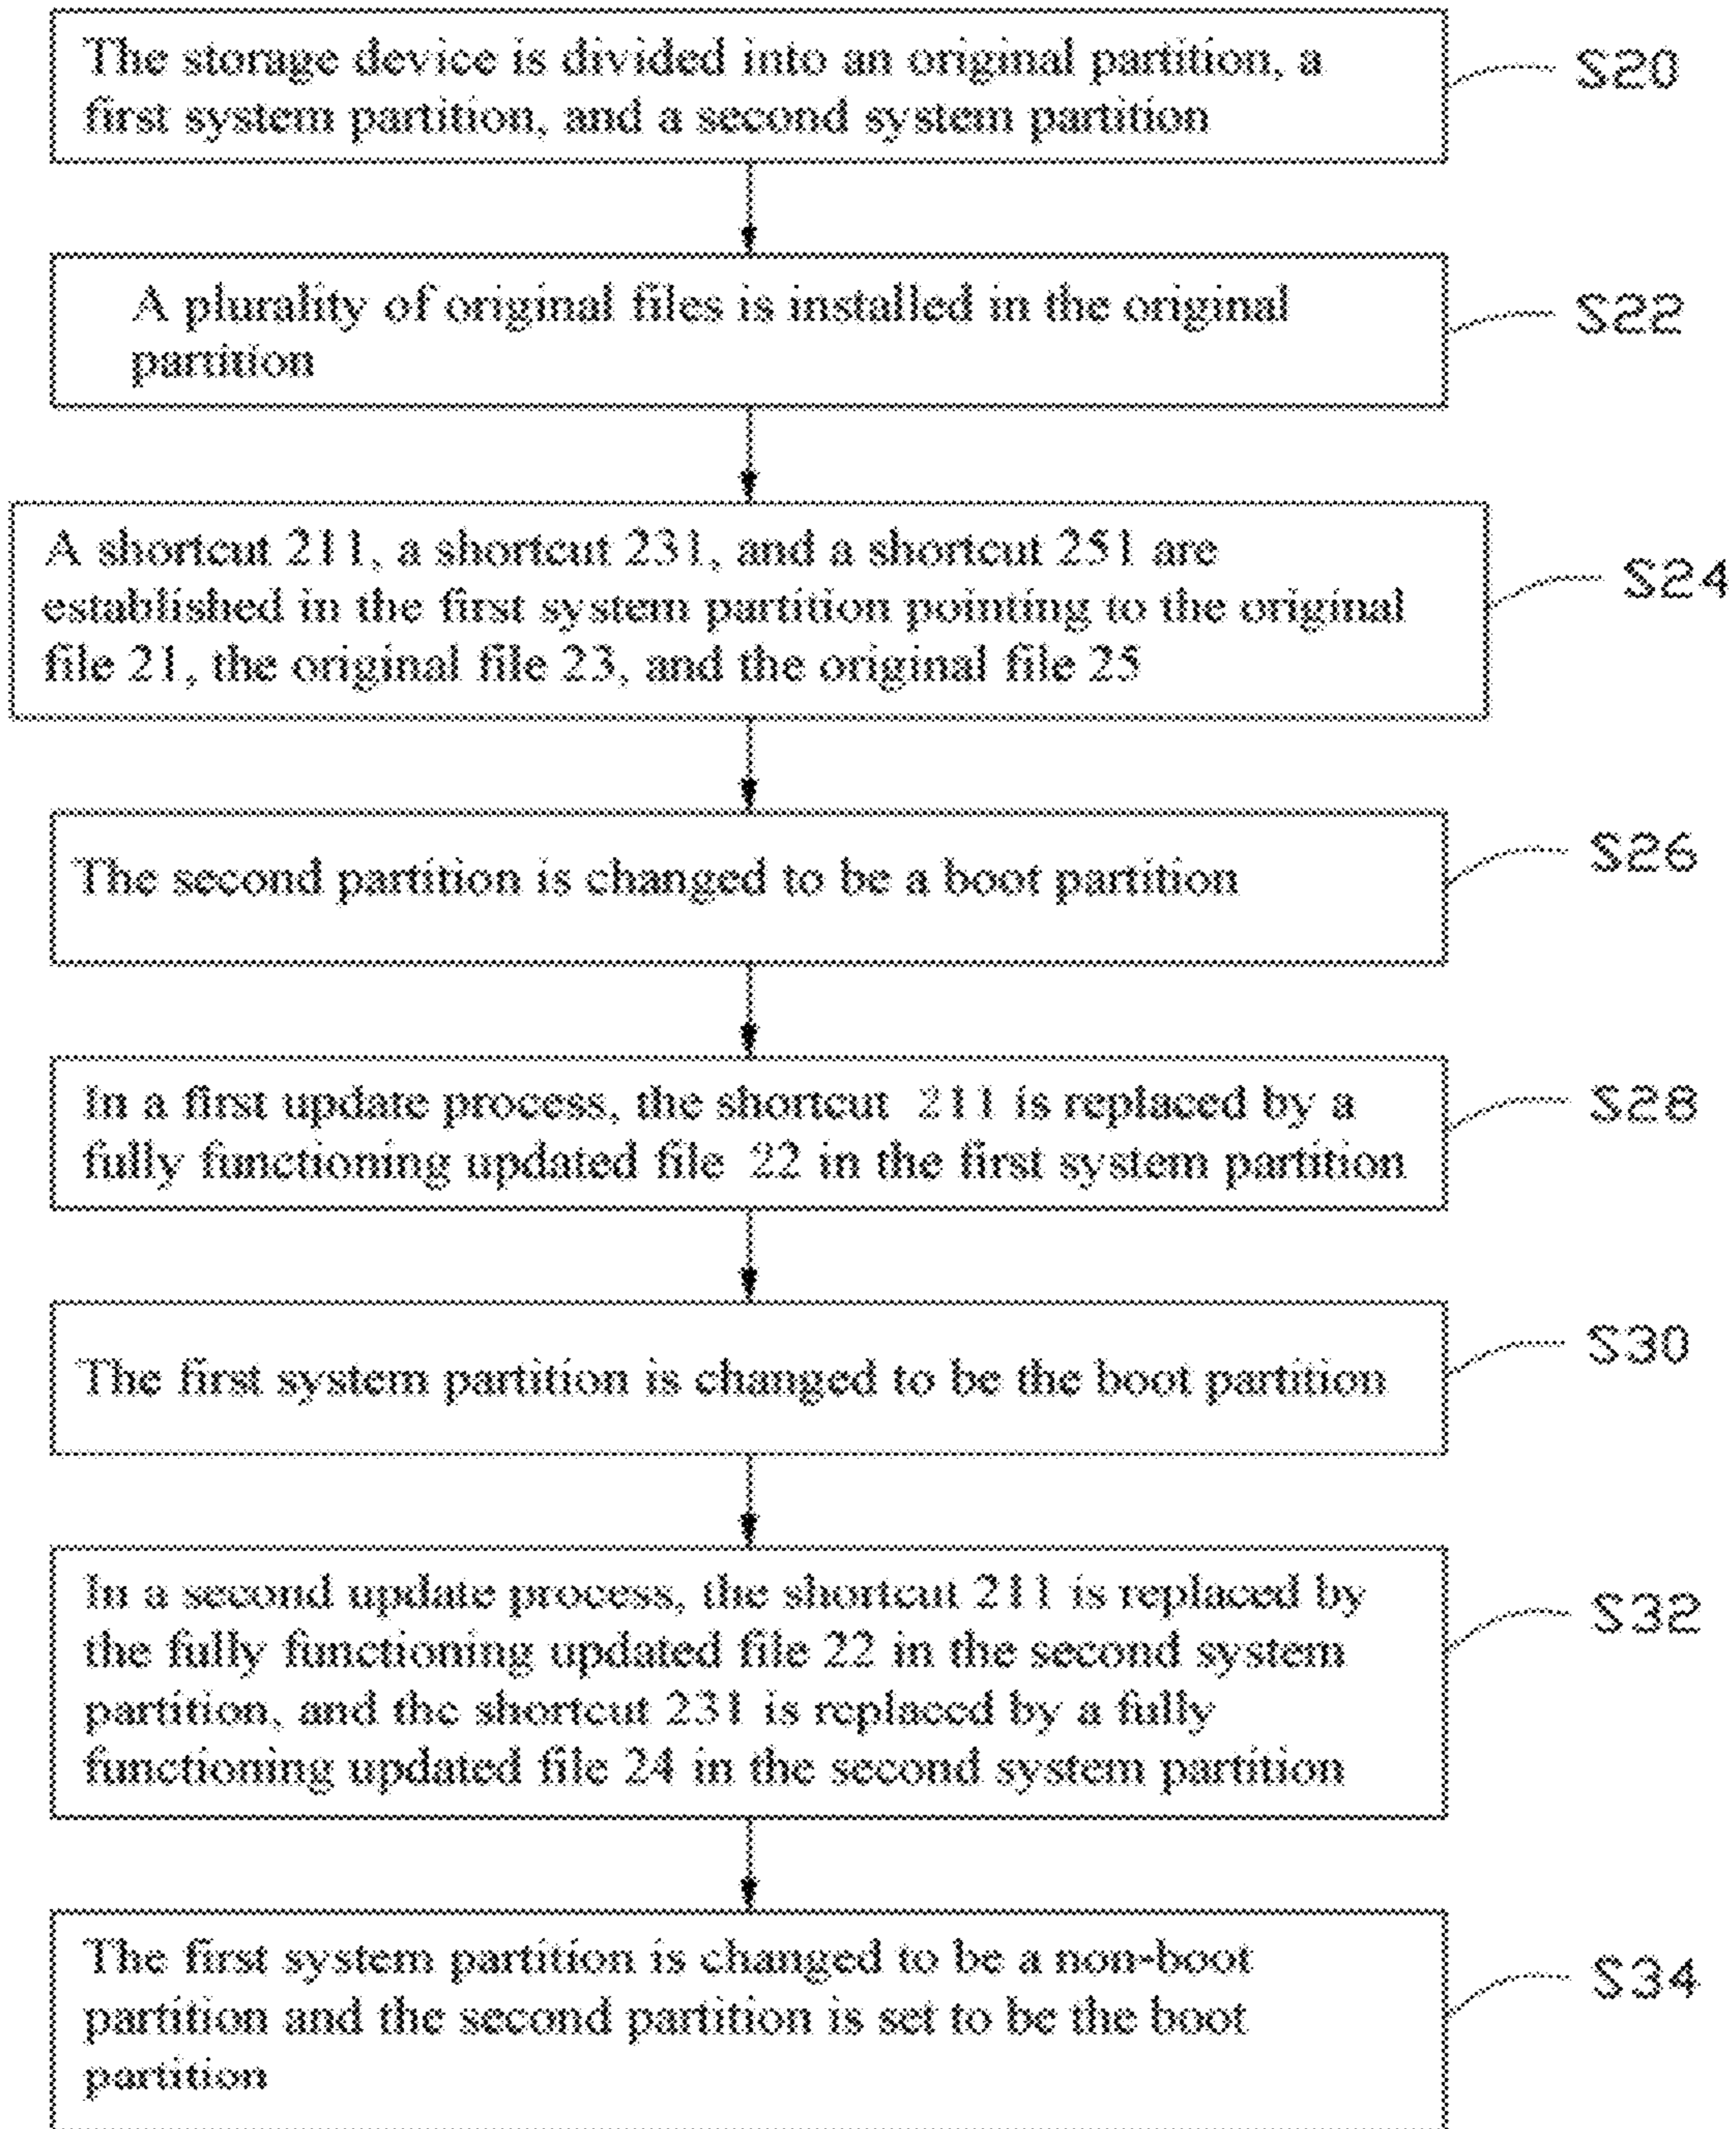 The storage device is divided into an original partition, a
first system partition, and a second system partition
S20
A plurality of original files is installed in the original
partition
S22
A shortcut 211, a shortcut 231, and a shortcut 251 are
established in the first system partition pointing to the original
file 21, the original file 23, and the original file 25
S24
The second partition is changed to be a boot partition
S26
In a first update process, the shortcut 211 is replaced by a
fully functioning updated file 22 in the first system partition
S28
The first system partition is changed to be the boot partition
S30
In a second update process, the shortcut 211 is replaced by
the fully functioning updated file 22 in the second system
partition, and the shortcut 231 is replaced by a fully
functioning updated file 24 in the second system partition
S32
The first system partition is changed to be a non-boot
partition and the second partition is set to be the boot
partition
S34